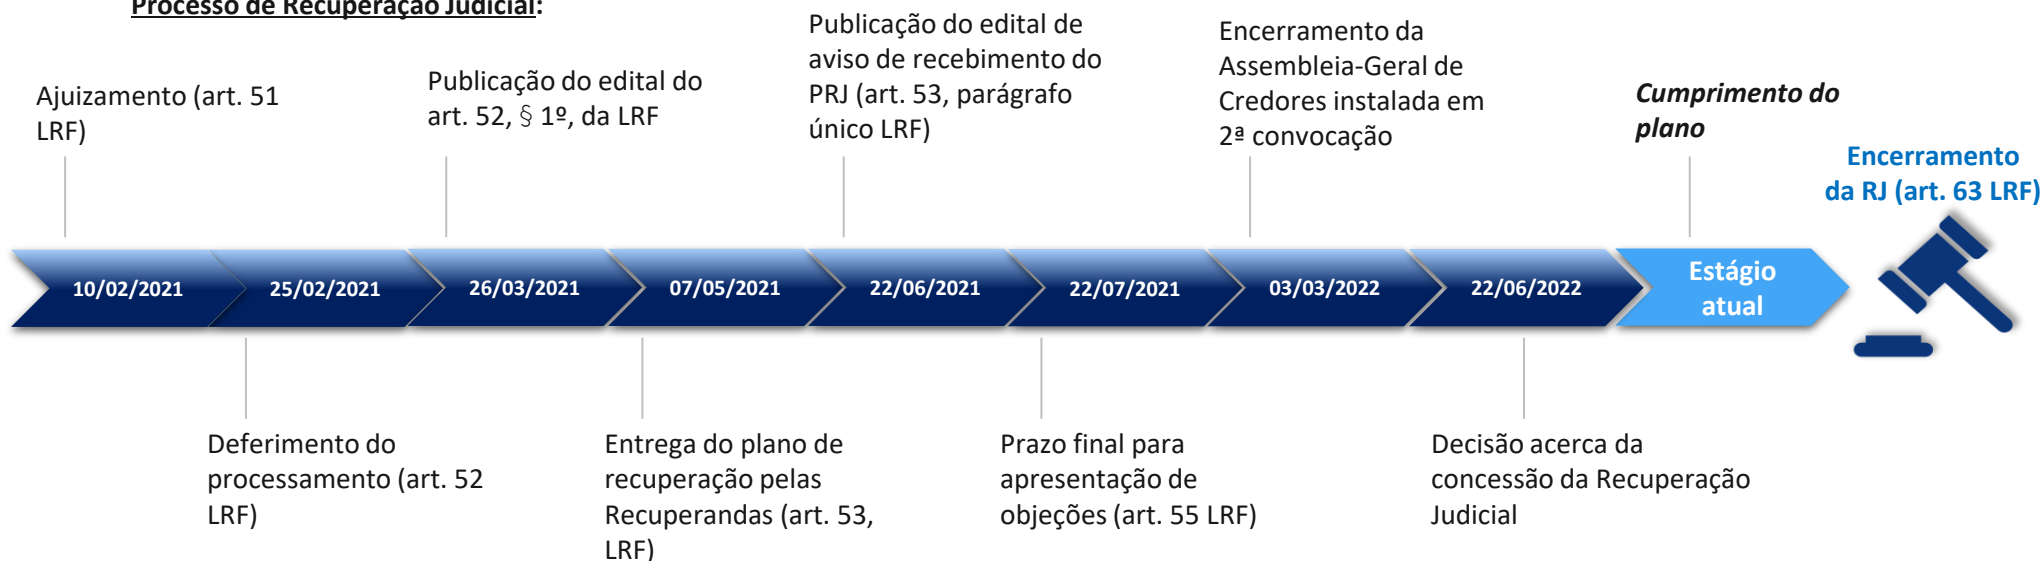 Processo de Recuperação Judicial:
Ajuizamento (art. 51
LRF)
Publicação do edital do
art. 52, § 1º, da LRF
Publicação do edital de
aviso de recebimento do
PRJ (art. 53, parágrafo
único LRF)
Encerramento da
Assembleia-Geral de
Credores instalada em
2ª convocação
Cumprimento do
plano
Encerramento
da RJ (art. 63 LRF)
10/02/2021
25/02/2021
26/03/2021
07/05/2021
22/06/2021
22/07/2021
03/03/2022
22/06/2022
Estágio
atual
Deferimento do
processamento (art. 52
LRF)
Entrega do plano de
recuperação pelas
Recuperandas (art. 53,
LRF)
Prazo final para
apresentação de
objeções (art. 55 LRF)
Decisão acerca da
concessão da Recuperação
Judicial